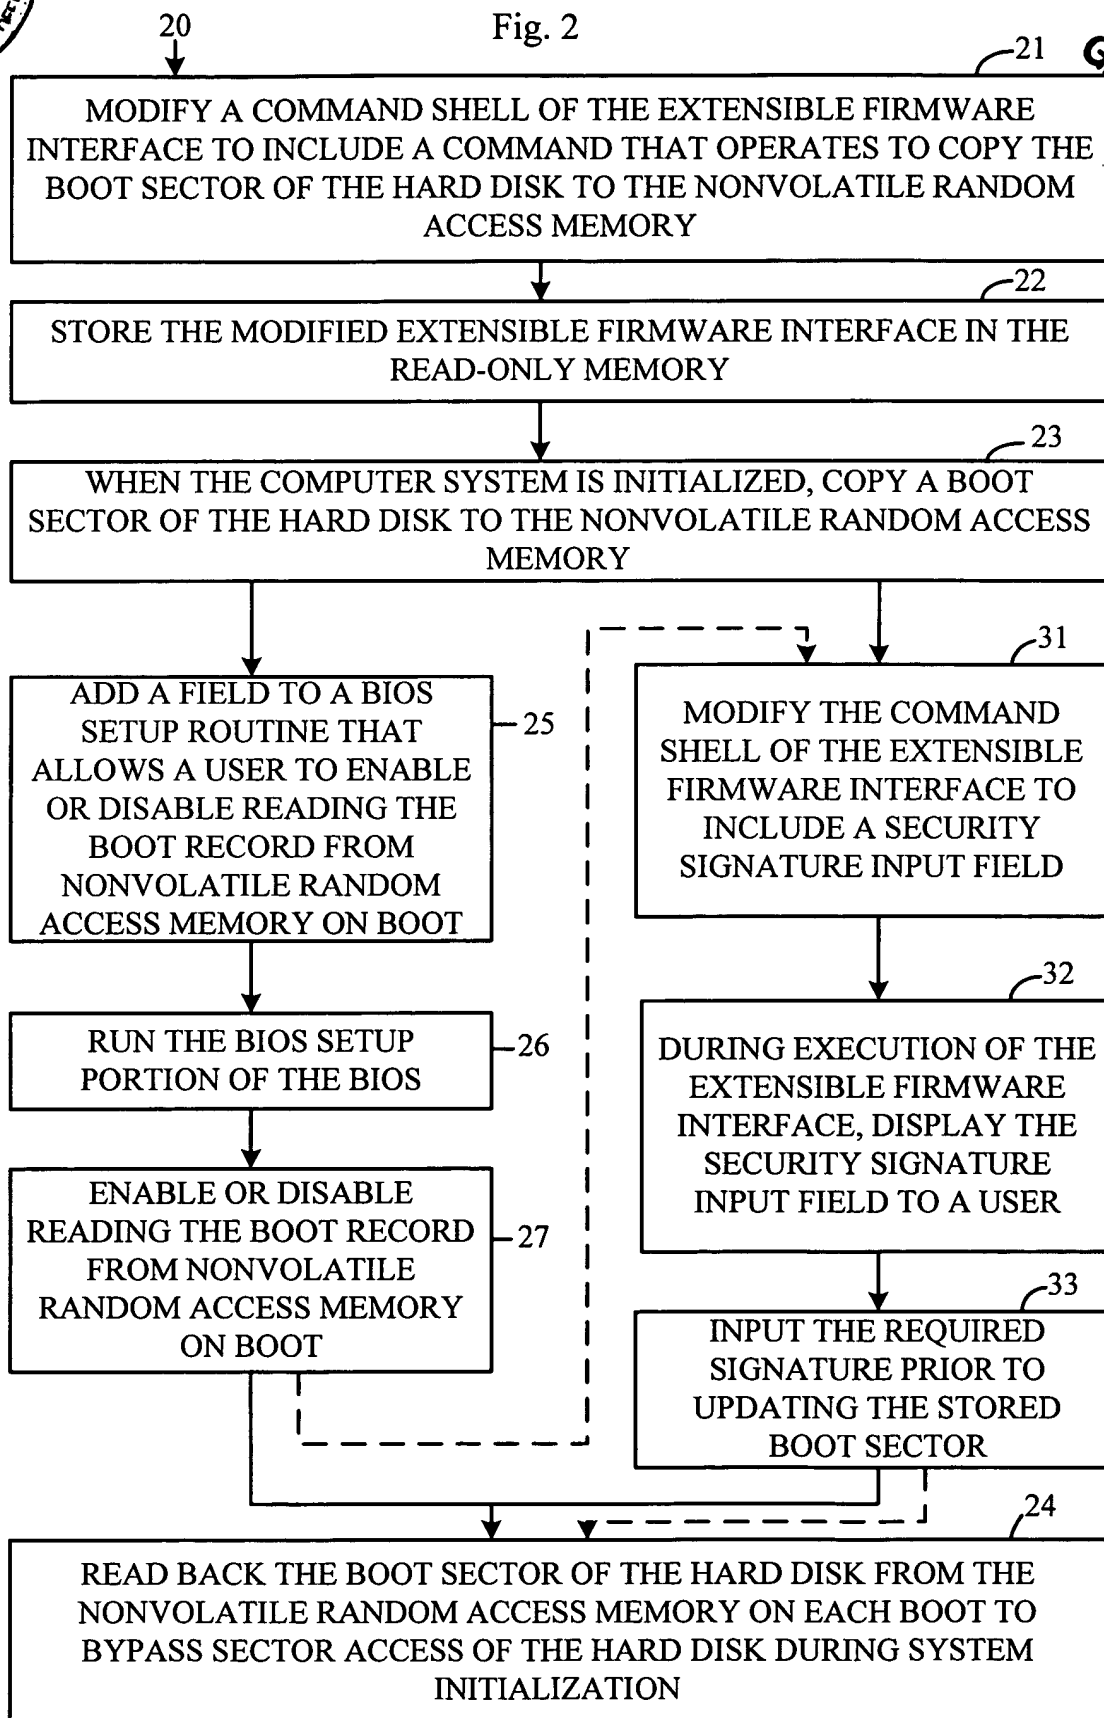 20
Fig. 2
21
MODIFY A COMMAND SHELL OF THE EXTENSIBLE FIRMWARE
INTERFACE TO INCLUDE A COMMAND THAT OPERATES TO COPY THE
BOOT SECTOR OF THE HARD DISK TO THE NONVOLATILE RANDOM
ACCESS MEMORY
22
STORE THE MODIFIED EXTENSIBLE FIRMWARE INTERFACE IN THE
READ-ONLY MEMORY
23
WHEN THE COMPUTER SYSTEM IS INITIALIZED, COPY A BOOT
SECTOR OF THE HARD DISK TO THE NONVOLATILE RANDOM ACCESS
MEMORY
25
ADD A FIELD TO A BIOS
SETUP ROUTINE THAT
ALLOWS A USER TO ENABLE
OR DISABLE READING THE
BOOT RECORD FROM
NONVOLATILE RANDOM
ACCESS MEMORY ON BOOT
26
RUN THE BIOS SETUP
PORTION OF THE BIOS
27
ENABLE OR DISABLE
READING THE BOOT RECORD
FROM NONVOLATILE
RANDOM ACCESS MEMORY
ON BOOT
31
MODIFY THE COMMAND
SHELL OF THE EXTENSIBLE
FIRMWARE INTERFACE TO
INCLUDE A SECURITY
SIGNATURE INPUT FIELD
32
DURING EXECUTION OF THE
EXTENSIBLE FIRMWARE
INTERFACE, DISPLAY THE
SECURITY SIGNATURE
INPUT FIELD TO A USER
33
INPUT THE REQUIRED
SIGNATURE PRIOR TO
UPDATING THE STORED
BOOT SECTOR
24
READ BACK THE BOOT SECTOR OF THE HARD DISK FROM THE
NONVOLATILE RANDOM ACCESS MEMORY ON EACH BOOT TO
BYPASS SECTOR ACCESS OF THE HARD DISK DURING SYSTEM
INITIALIZATION